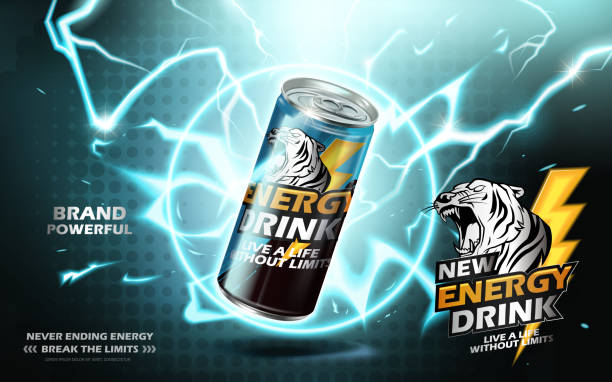 ENERGY
DRINK
LIVE A LIFE
WITHOUT LIMITS
BRAND
POWERFUL
NEW
ENERGY
DRINK
LIVE A LIFE
WITHOUT LIMITS
NEVER ENDING ENERGY
‹‹‹ BREAK THE LIMITS ›››